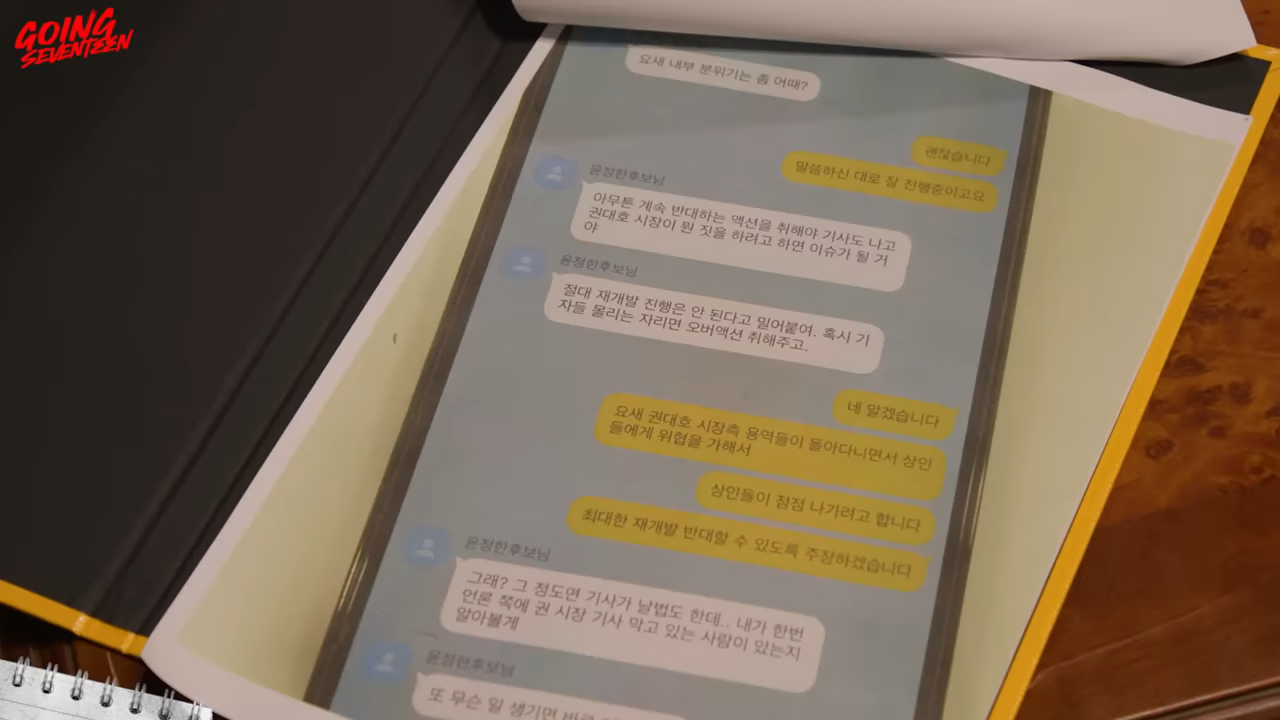 GOING
SEVENTEEN
요새 내부 분위기는 좀 어때?
괜찮습니다
말씀하신 대로 잘 진행중이고요
윤정한후보님
아무튼 계속 반대하는 액션을 취해야 기사도 나고
권대호 시장이 뭔 짓을 하려고 하면 이슈가 될 거
야
윤정한후보님
절대 재개발 진행은 안 된다고 밀어붙여. 혹시 기
자들 몰리는 자리면 오버액션 취해주고.
네 알겠습니다
요새 권대호 시장측 용역들이 돌아다니면서 상인
들에게 위협을 가해서
상인들이 점점 나가려고 합니다
최대한 재개발 반대할 수 있도록 주장하겠습니다
윤정한후보님
그래? 그 정도면 기사가 날법도 한데.. 내가 한번
언론 쪽에 권 시장 기사 막고 있는 사람이 있는지
알아볼게
윤정한후보님
또 무슨 일 생기면 바로